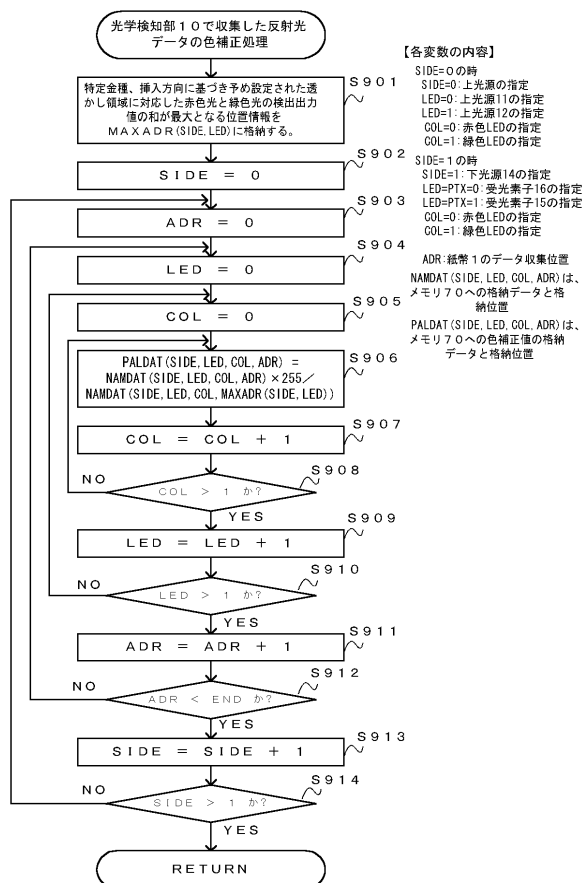 光学検知部10で収集した反射光
データの色補正処理
S901
特定金種、挿入方向に基づき予め設定された透
かし領域に対応した赤色光と緑色光の検出出力
値の和が最大となる位置情報を
MAXADR(SIDE,LED)に格納する。
S902
SIDE = 0
S903
ADR = 0
S904
LED = 0
S905
COL = 0
S906
PALDAT(SIDE,LED,COL,ADR) =
NAMDAT(SIDE,LED,COL,ADR)×255/
NAMDAT(SIDE,LED,COL,MAXADR(SIDE,LED))
S907
COL = COL + 1
S908
COL > 1 か?
NO
YES
S909
LED = LED + 1
S910
LED > 1 か?
NO
YES
S911
ADR = ADR + 1
S912
ADR < END か?
NO
YES
S913
SIDE = SIDE + 1
S914
SIDE > 1 か?
NO
YES
RETURN
【各変数の内容】
SIDE=0の時
SIDE=0:上光源の指定
LED=0:上光源11の指定
LED=1:上光源12の指定
COL=0:赤色LEDの指定
COL=1:緑色LEDの指定
SIDE=1の時
SIDE=1:下光源14の指定
LED=PTX=0:受光素子16の指定
LED=PTX=1:受光素子15の指定
COL=0:赤色LEDの指定
COL=1:緑色LEDの指定
ADR:紙幣1のデータ収集位置
NAMDAT(SIDE,LED,COL,ADR)は、
メモリ70への格納データと格
納位置
PALDAT(SIDE,LED,COL,ADR)は、
メモリ70への色補正値の格納
データと格納位置